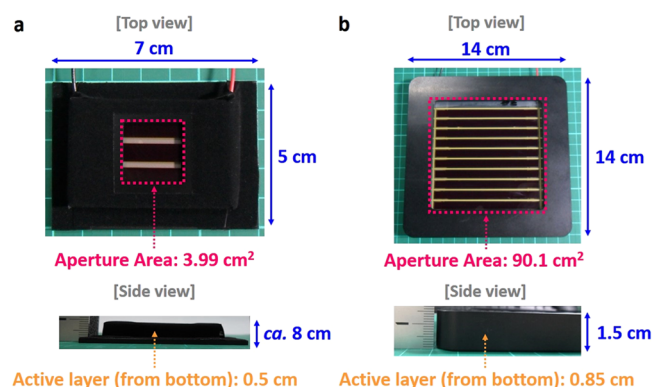 a
[Top view]
7 cm
5 cm
Aperture Area: 3.99 cm²
[Side view]
ca. 8 cm
Active layer (from bottom): 0.5 cm
b
[Top view]
14 cm
14 cm
Aperture Area: 90.1 cm²
[Side view]
1.5 cm
Active layer (from bottom): 0.85 cm